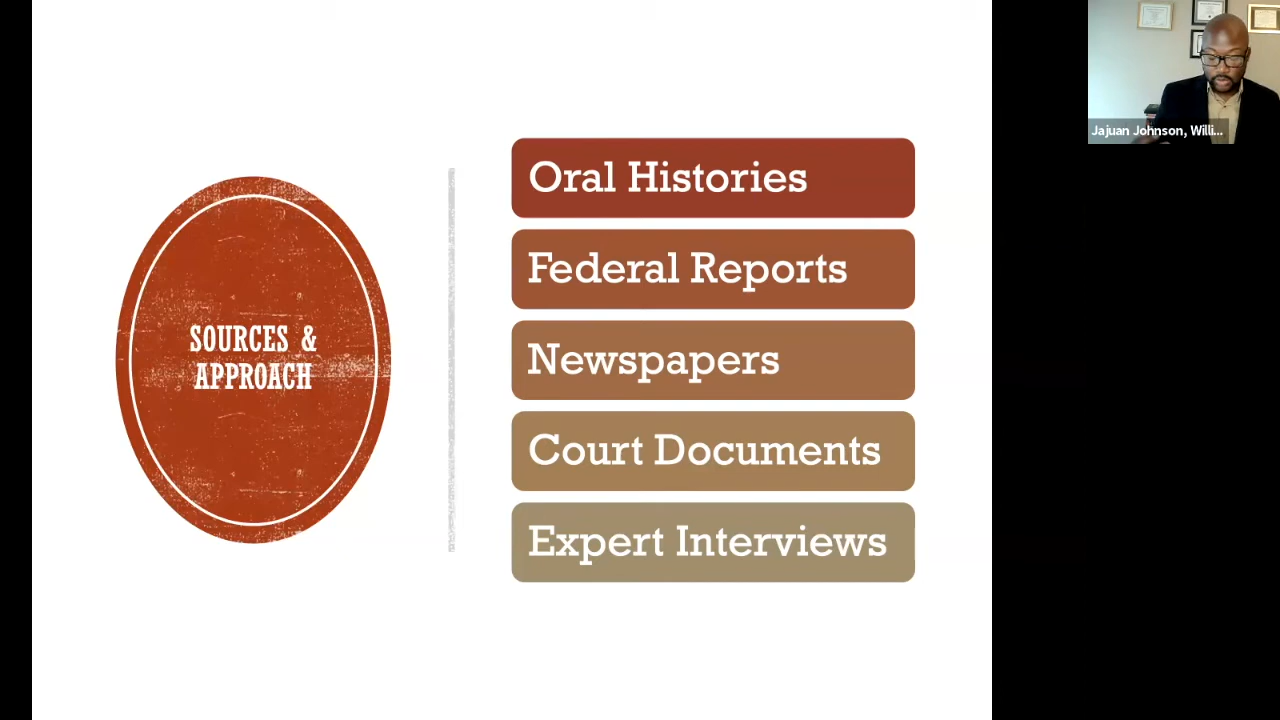 SOURCES &
APPROACH
Oral Histories
Federal Reports
Newspapers
Court Documents
Expert Interviews
Jajuan Johnson, Willi...